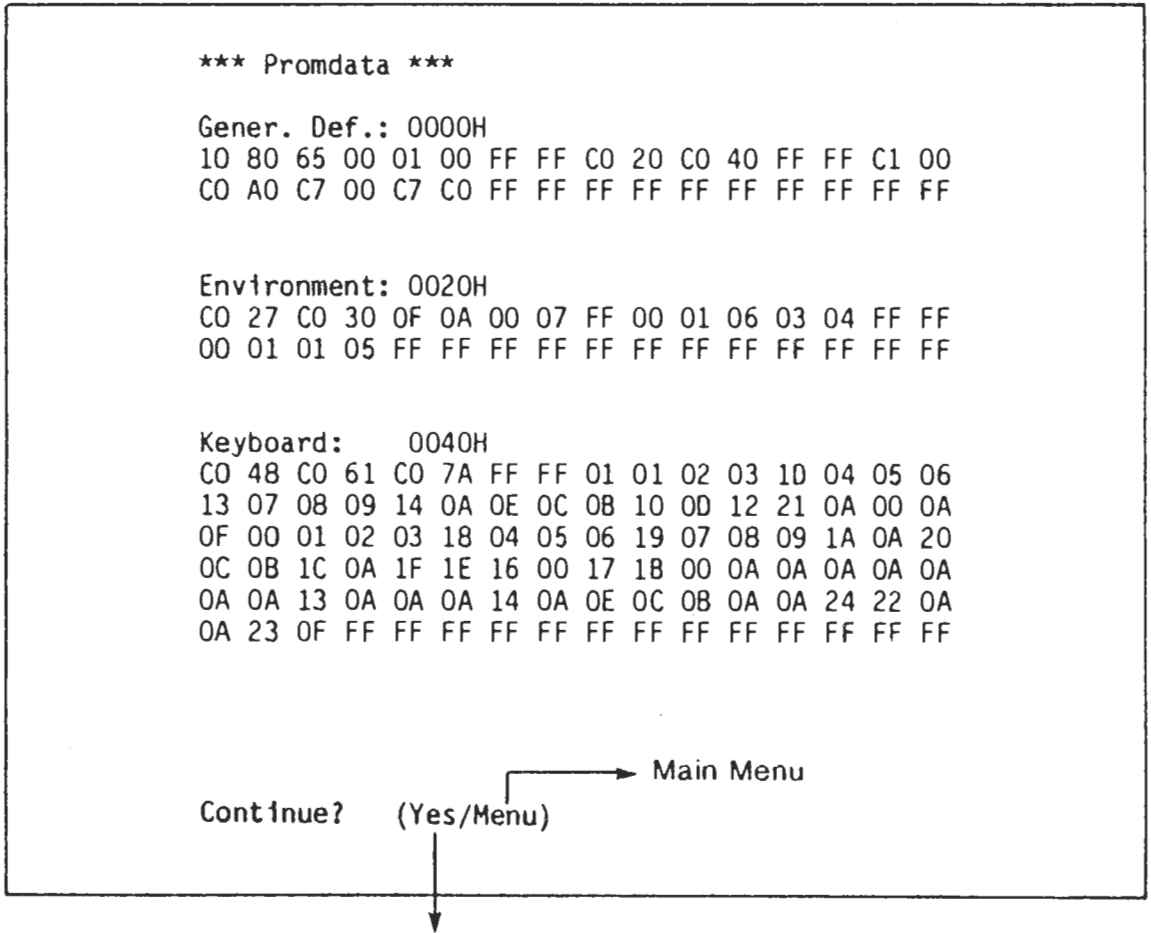 *** Promdata ***
Gener. Def.: 0000H
10 80 65 00 01 00 FF FF C0 20 C0 40 FF FF C1 00
C0 A0 C7 00 C7 C0 FF FF FF FF FF FF FF FF FF FF
Environment: 0020H
C0 27 C0 30 0F 0A 00 07 FF 00 01 06 03 04 FF FF
00 01 01 05 FF FF FF FF FF FF FF FF FF FF FF FF
Keyboard: 0040H
C0 48 C0 61 C0 7A FF FF 01 01 02 03 1D 04 05 06
13 07 08 09 14 0A 0E 0C 0B 10 0D 12 21 0A 00 0A
0F 00 01 02 03 18 04 05 06 19 07 08 09 1A 0A 20
0C 0B 1C 0A 1F 1E 16 00 17 1B 00 0A 0A 0A 0A 0A
0A 0A 13 0A 0A 0A 14 0A 0E 0C 0B 0A 0A 24 22 0A
0A 23 0F FF FF FF FF FF FF FF FF FF FF FF FF FF
Main Menu
Continue? (Yes/Menu)